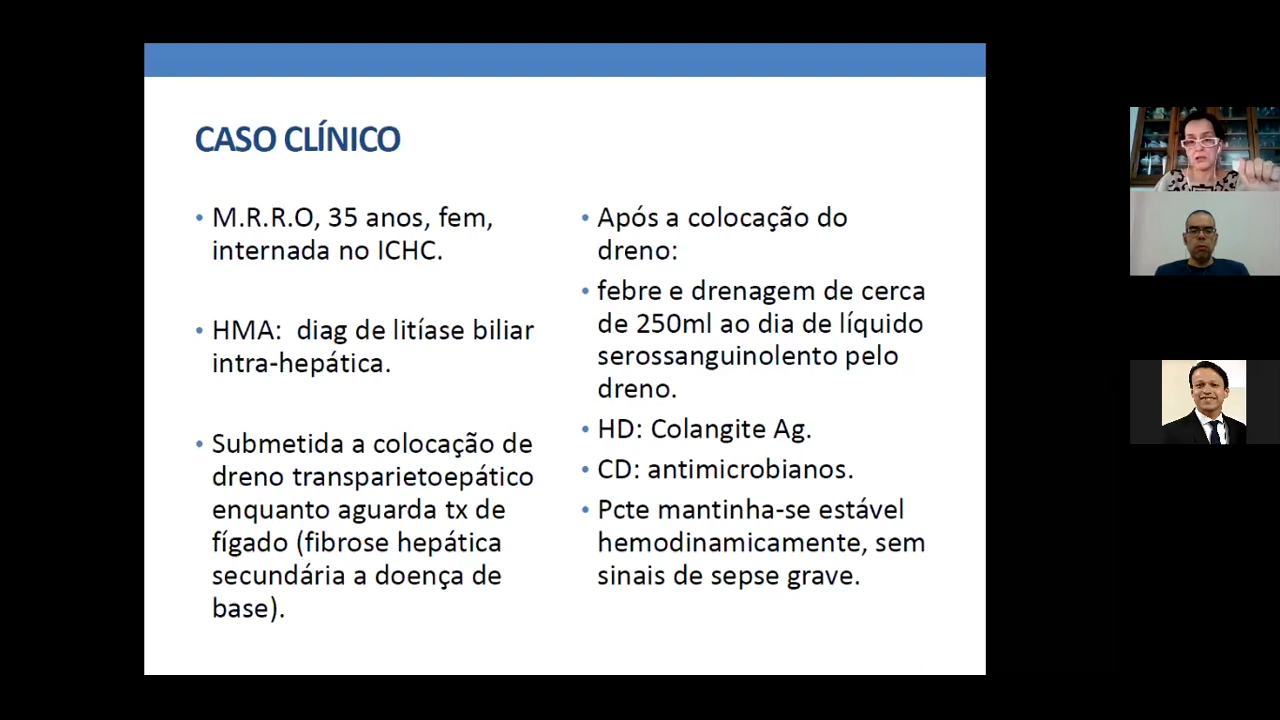 CASO CLÍNICO
• M.R.R.O, 35 anos, fem,
internada no ICHC.
• HMA:  diag de litíase biliar
intra-hepática.
• Submetida a colocação de
dreno transparietoepático
enquanto aguarda tx de
fígado (fibrose hepática
secundária a doença de
base).
• Após a colocação do
dreno:
• febre e drenagem de cerca
de 250ml ao dia de líquido
serossanguinolento pelo
dreno.
• HD: Colangite Ag.
• CD: antimicrobianos.
• Pcte mantinha-se estável
hemodinamicamente, sem
sinais de sepse grave.